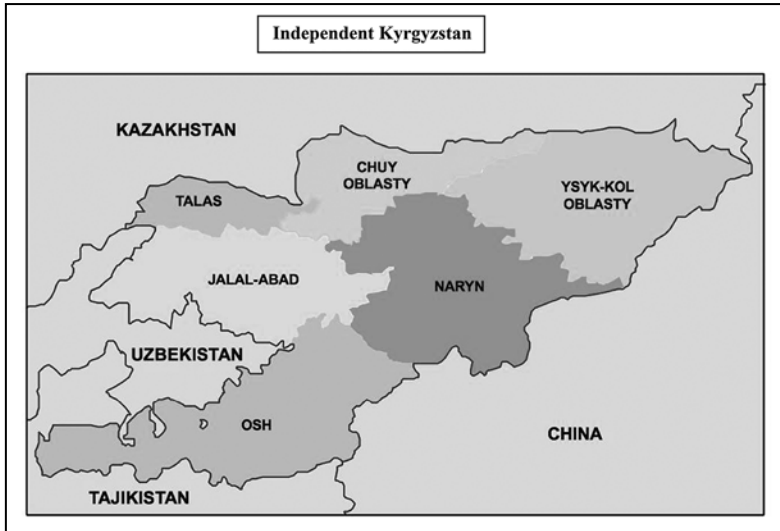 Independent Kyrgyzstan
KAZAKHSTAN
CHUY
OBLASTY
YSYK-KOL
OBLASTY
TALAS
JALAL-ABAD
NARYN
UZBEKISTAN
OSH
CHINA
TAJIKISTAN